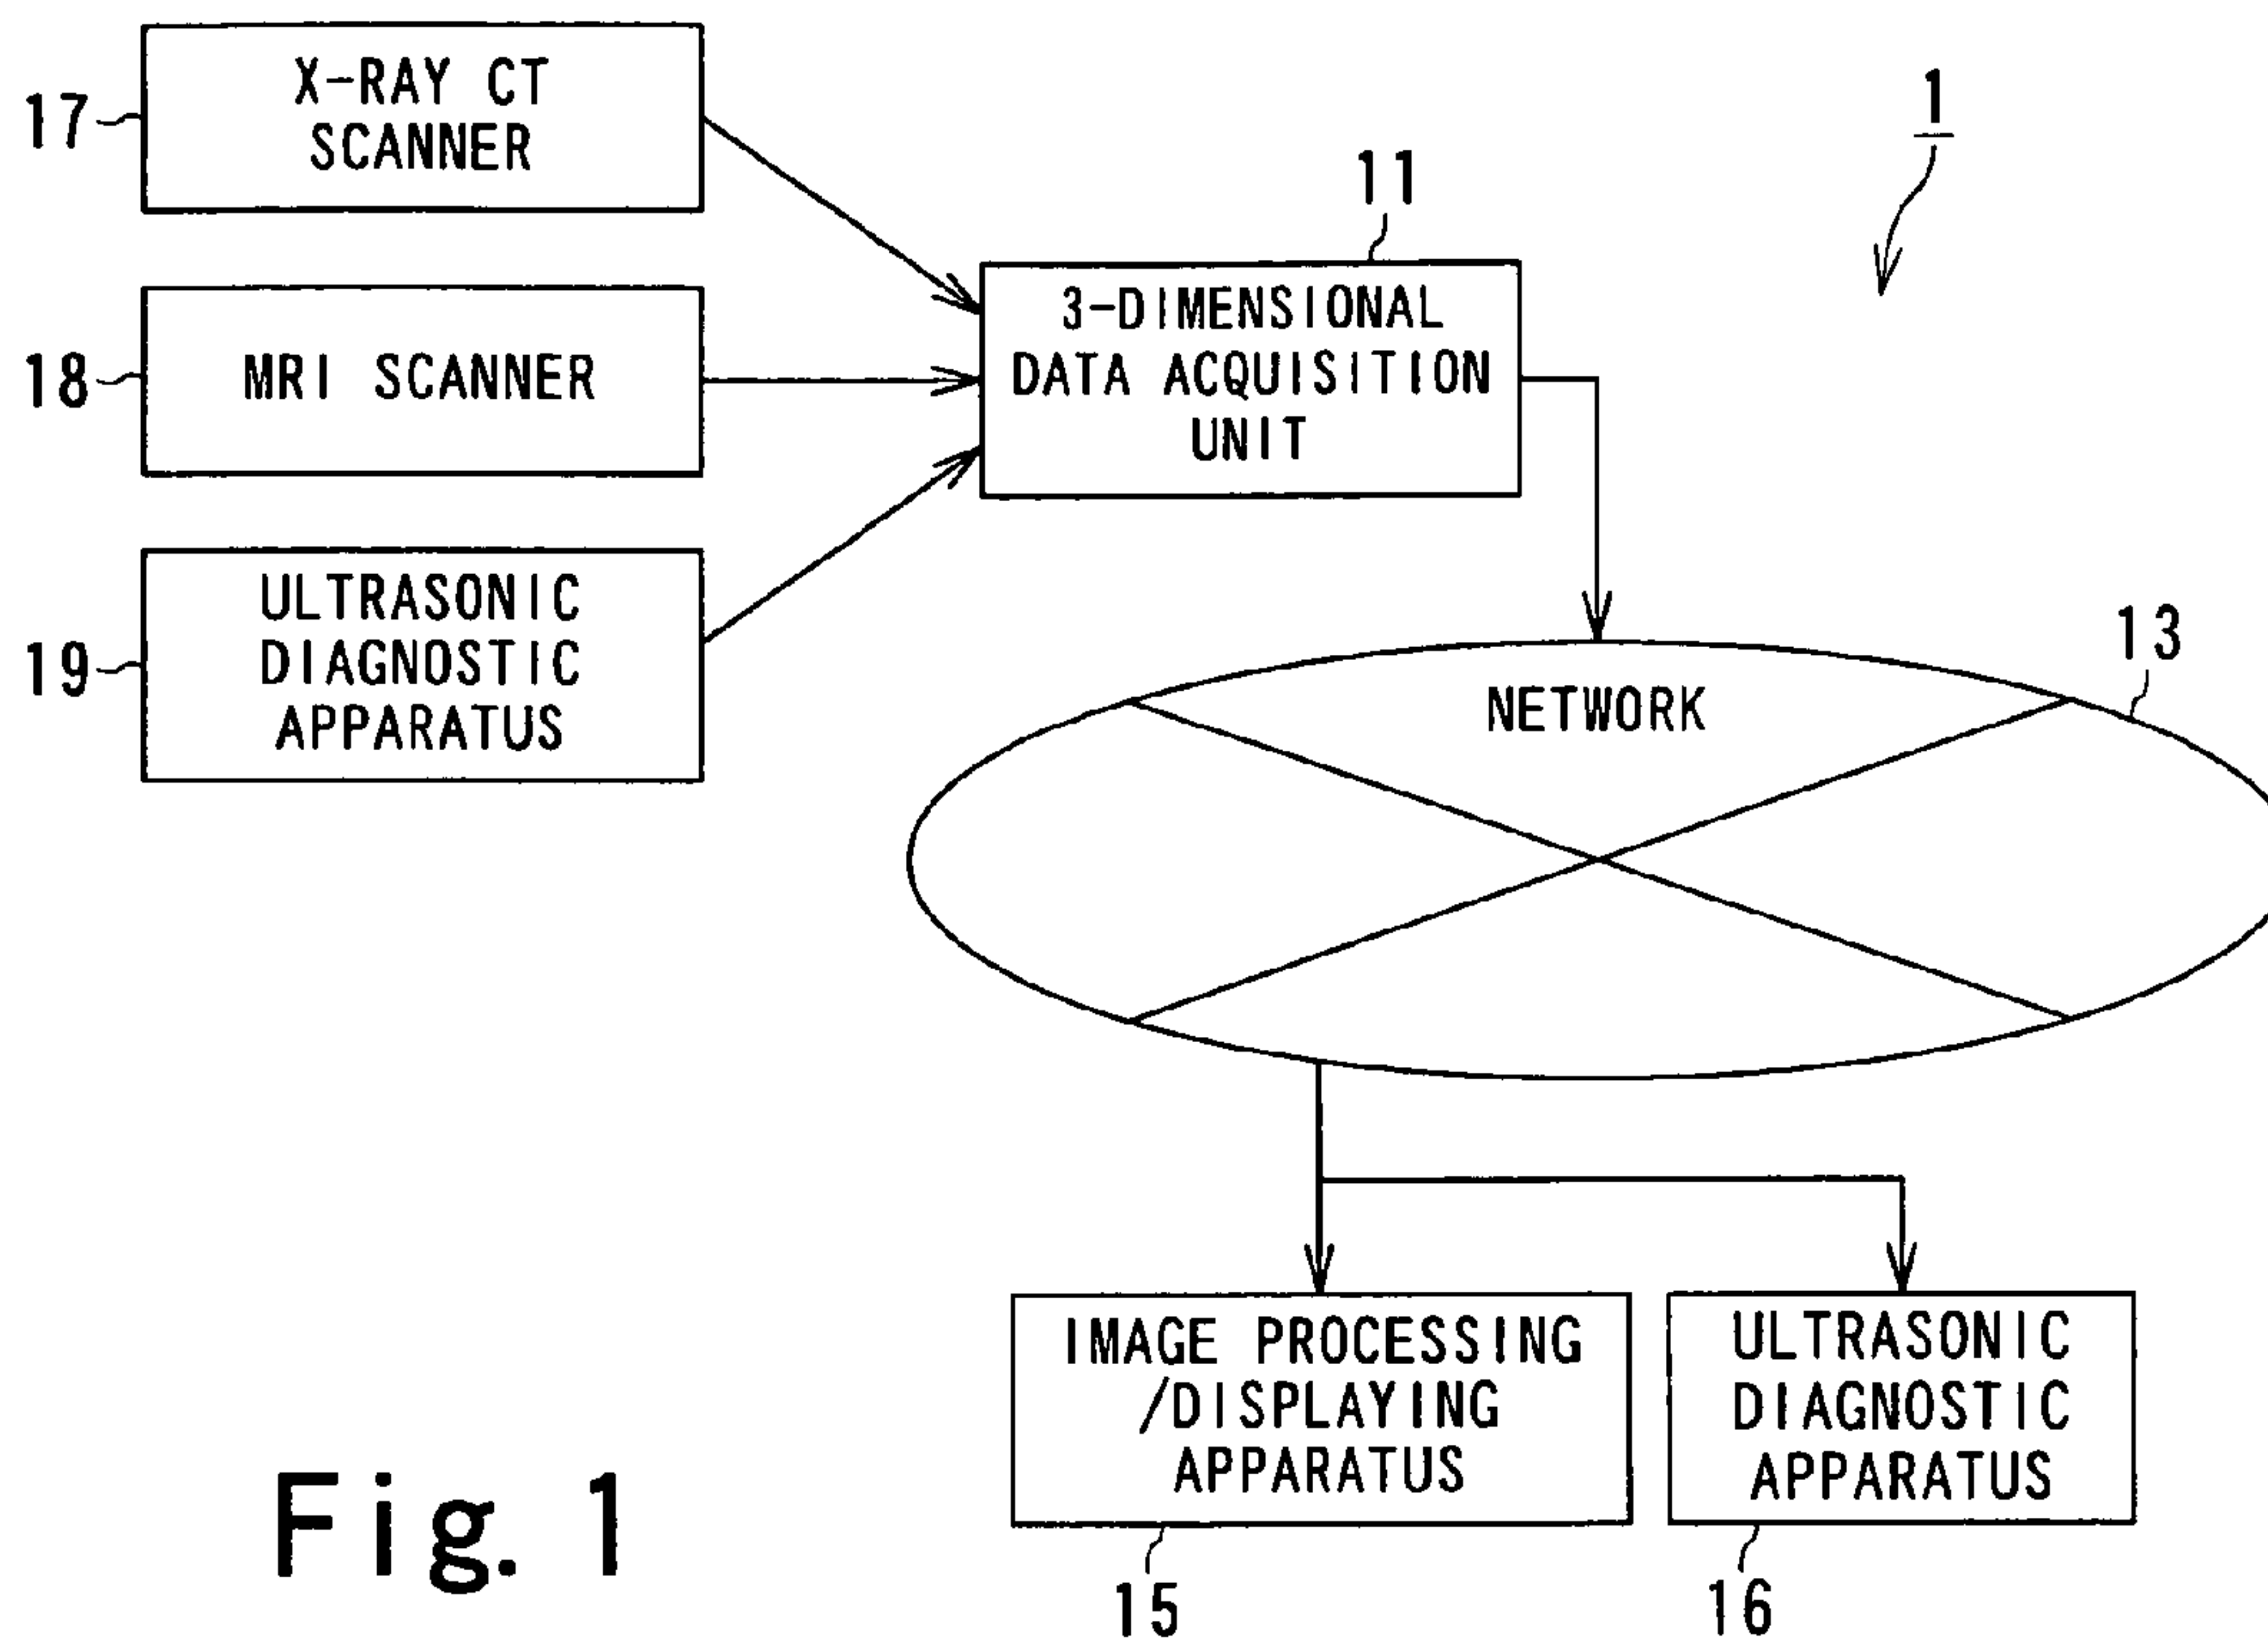 17
X-RAY CT
SCANNER
1
11
18
MRI SCANNER
3-DIMENSIONAL
DATA ACQUISITION
UNIT
19
ULTRASONIC
DIAGNOSTIC
APPARATUS
13
NETWORK
IMAGE PROCESSING
/DISPLAYING
APPARATUS
15
ULTRASONIC
DIAGNOSTIC
APPARATUS
16
Fig. 1